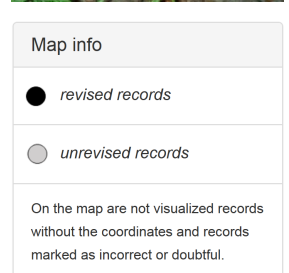 Map info
revised records
unrevised records
On the map are not visualized records
without the coordinates and records
marked as incorrect or doubtful.